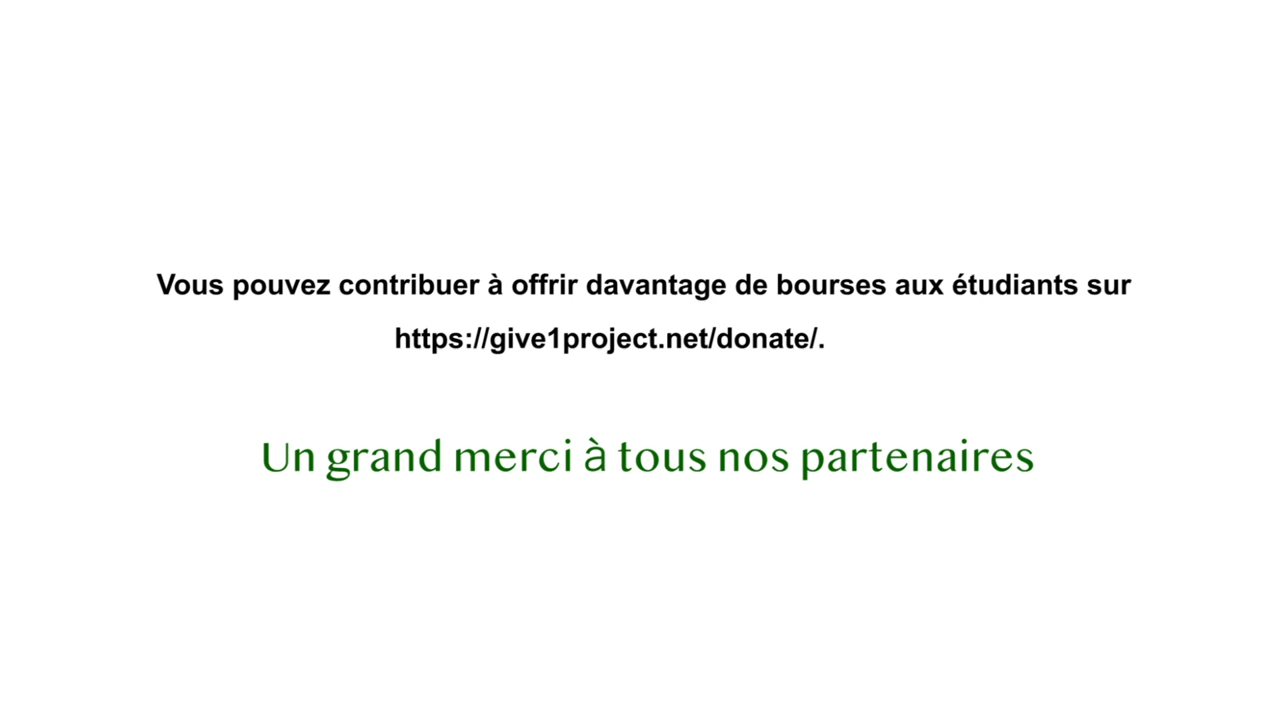 Vous pouvez contribuer à offrir davantage de bourses aux étudiants sur
https://give1project.net/donate/.
Un grand merci à tous nos partenaires